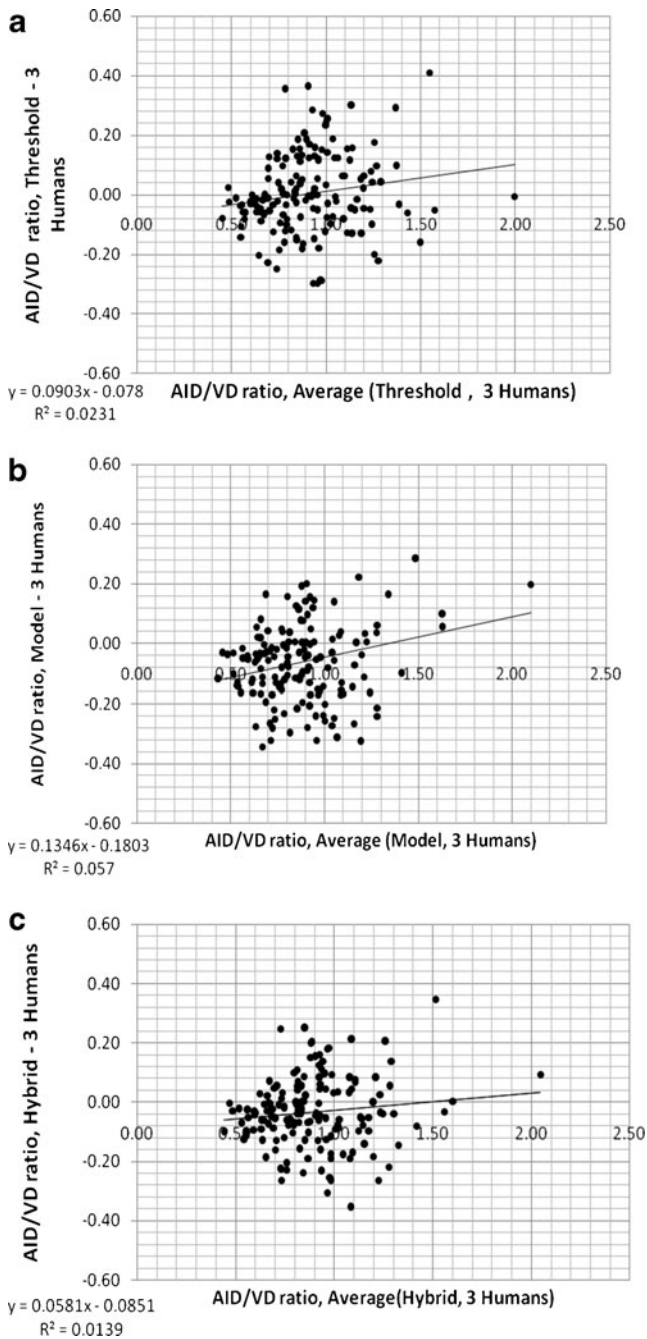 a
0.60
0.40
0.20
0.00
-0.20
-0.40
-0.60
0.00 0.50 1.00 1.50 2.00 2.50
AID/VD ratio, Threshold - 3
Humans
AID/VD ratio, Average (Threshold , 3 Humans)
y = 0.0903x - 0.078
R² = 0.0231
b
0.60
0.40
0.20
0.00
-0.20
-0.40
-0.60
0.00 1.00 1.50 2.00 2.50
AID/VD ratio, Model - 3 Humans
AID/VD ratio, Average (Model, 3 Humans)
y = 0.1346x - 0.1803
R² = 0.057
c
0.60
0.40
0.20
0.00
-0.20
-0.40
-0.60
0.00 0.50 1.00 1.50 2.00 2.50
AID/VD ratio, Hybrid - 3 Humans
AID/VD ratio, Average(Hybrid, 3 Humans)
y = 0.0581x - 0.0851
R² = 0.0139